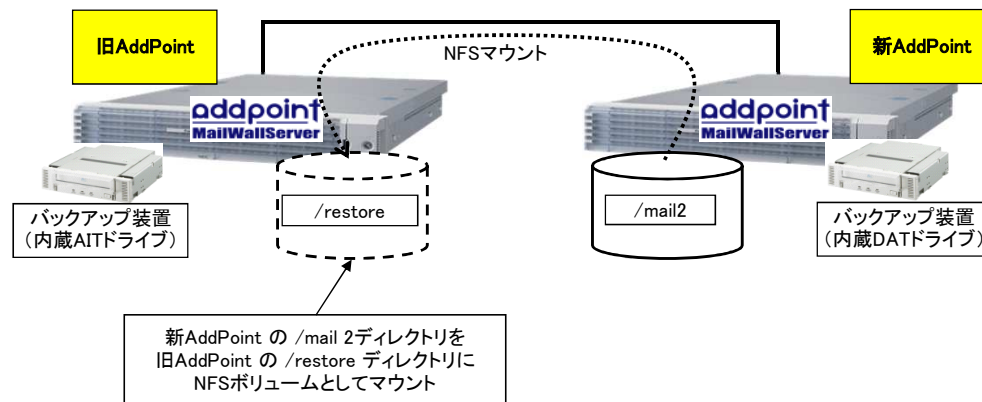 旧AddPoint
新AddPoint
NFSマウント
addpoint
MailWallServer
addpoint
MailWallServer
/restore
/mail2
バックアップ装置
（内蔵AITドライブ）
バックアップ装置
（内蔵DATドライブ）
新AddPoint の /mail 2ディレクトリを
旧AddPoint の /restore ディレクトリに
NFSボリュームとしてマウント